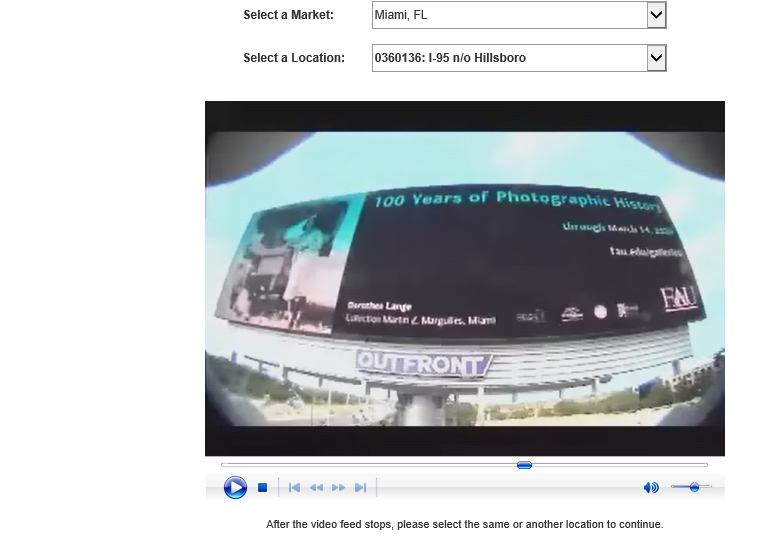 Select a Market:
Miami, FL
Select a Location:
0360136: I-95 n/o Hillsboro
100 Years of Photographic History
through March 14,
fau.edu/galleries
FAU
Dorothea Lange
Collection Martin Z. Margulies, Miami
OUTFRONT/
After the video feed stops, please select the same or another location to continue.